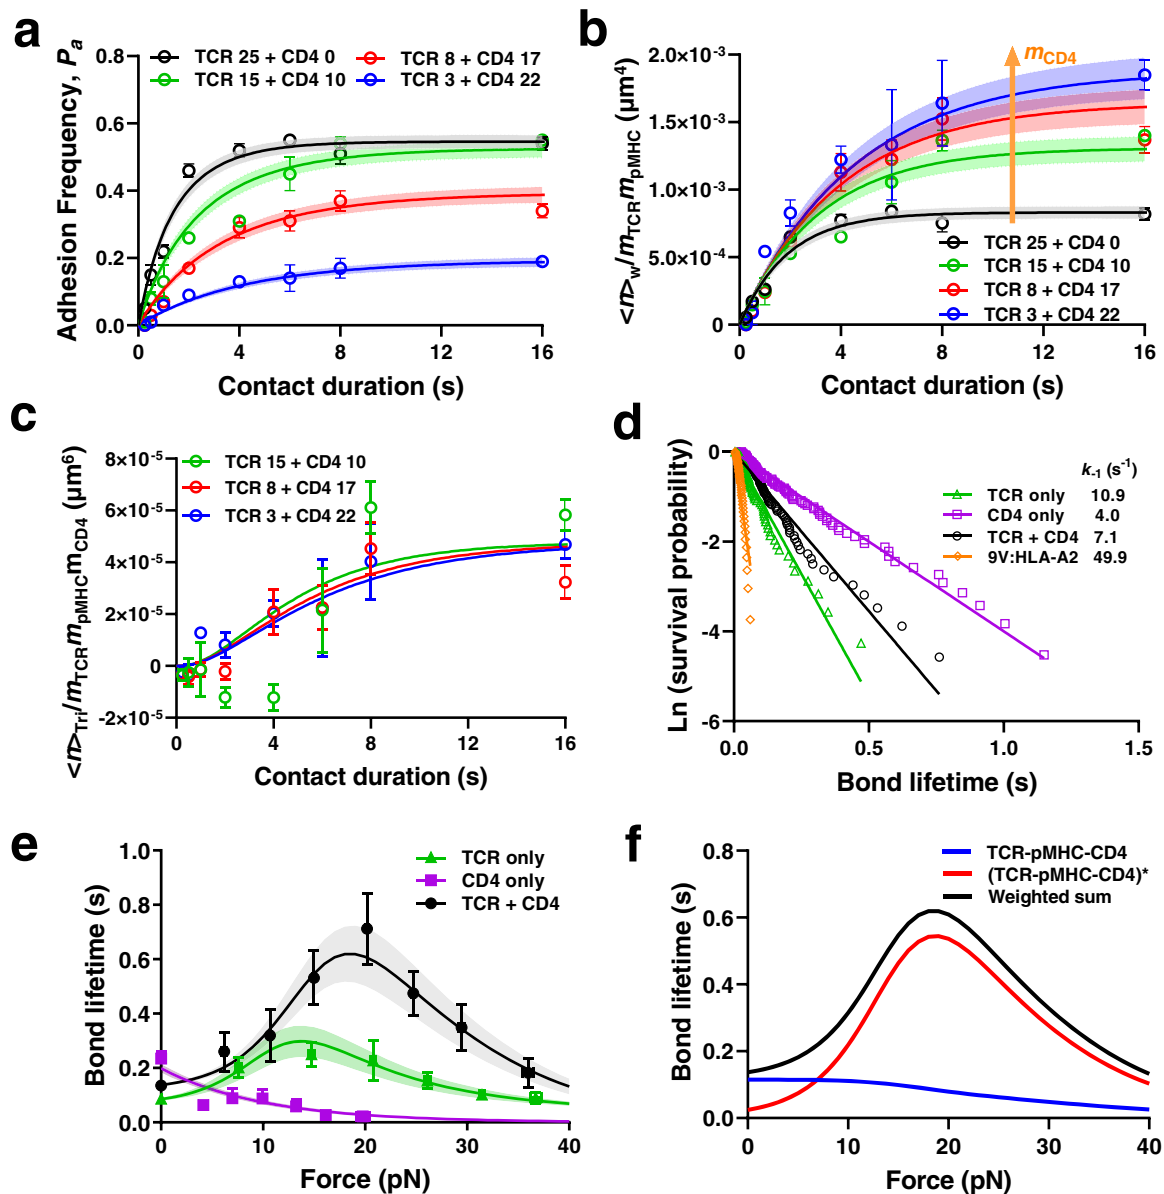 a
TCR 25 + CD4 0
TCR 8 + CD4 17
TCR 15 + CD4 10
TCR 3 + CD4 22
Adhesion Frequency, Pa
0.8
0.6
0.4
0.2
0.0
0 4 8 12 16
Contact duration (s)
b
mCD4
<n>w/mTCRmpMHC (µm⁴)
2.0×10⁻³
1.5×10⁻³
1.0×10⁻³
5.0×10⁻⁴
0
TCR 25 + CD4 0
TCR 15 + CD4 10
TCR 8 + CD4 17
TCR 3 + CD4 22
0 4 8 12 16
Contact duration (s)
c
<n>Tri/mTCRmpMHCmCD4 (µm⁶)
8×10⁻⁵
6×10⁻⁵
4×10⁻⁵
2×10⁻⁵
0
-2×10⁻⁵
TCR 15 + CD4 10
TCR 8 + CD4 17
TCR 3 + CD4 22
0 4 8 12 16
Contact duration (s)
d
Ln (survival probability)
0
-2
-4
-6
k-1 (s⁻¹)
TCR only 10.9
CD4 only 4.0
TCR + CD4 7.1
9V:HLA-A2 49.9
0.0 0.5 1.0 1.5
Bond lifetime (s)
e
Bond lifetime (s)
1.0
0.8
0.6
0.4
0.2
0.0
TCR only
CD4 only
TCR + CD4
0 10 20 30 40
Force (pN)
f
Bond lifetime (s)
0.8
0.6
0.4
0.2
0.0
TCR-pMHC-CD4
(TCR-pMHC-CD4)*
Weighted sum
0 10 20 30 40
Force (pN)